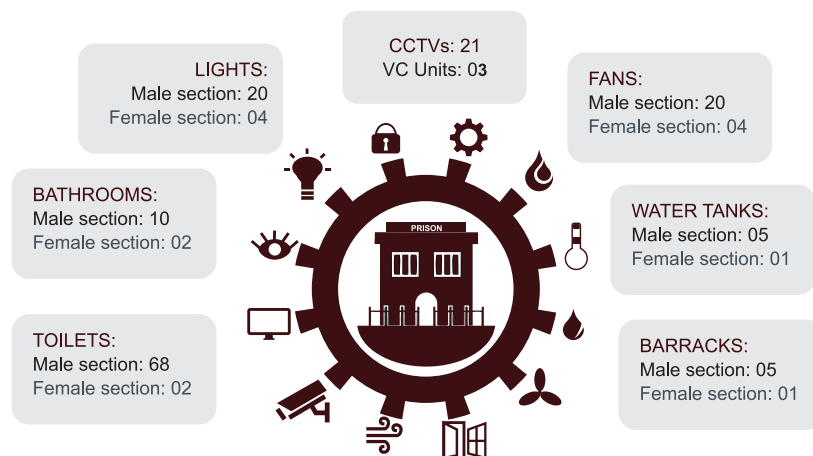 CCTVs: 21
VC Units: 03
LIGHTS:
Male section: 20
Female section: 04
FANS:
Male section: 20
Female section: 04
BATHROOMS:
Male section: 10
Female section: 02
WATER TANKS:
Male section: 05
Female section: 01
PRISON
TOILETS:
Male section: 68
Female section: 02
BARRACKS:
Male section: 05
Female section: 01